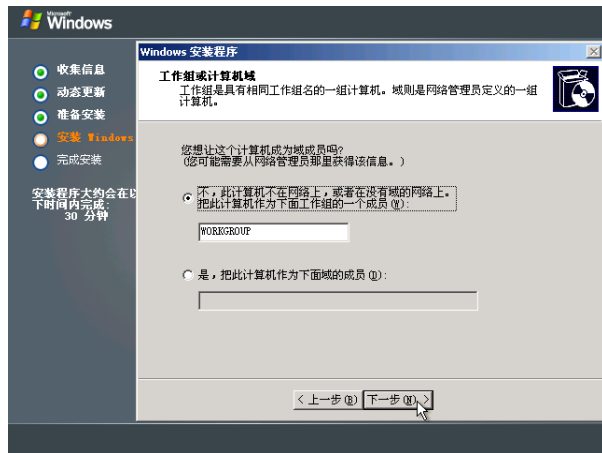 Microsoft
Windows
收集信息
动态更新
准备安装
安装 Windows
完成安装
安装程序大约会在以
下时间内完成:
30 分钟
Windows 安装程序
工作组或计算机域
工作组是具有相同工作组名的一组计算机。域则是网络管理员定义的一组
计算机。
您想让这个计算机成为域成员吗?
(您可能需要从网络管理员那里获得该信息。)
不，此计算机不在网络上，或者在没有域的网络上。
把此计算机作为下面工作组的一个成员(W):
WORKGROUP
是，把此计算机作为下面域的成员(D):
< 上一步(B)
下一步(N) >